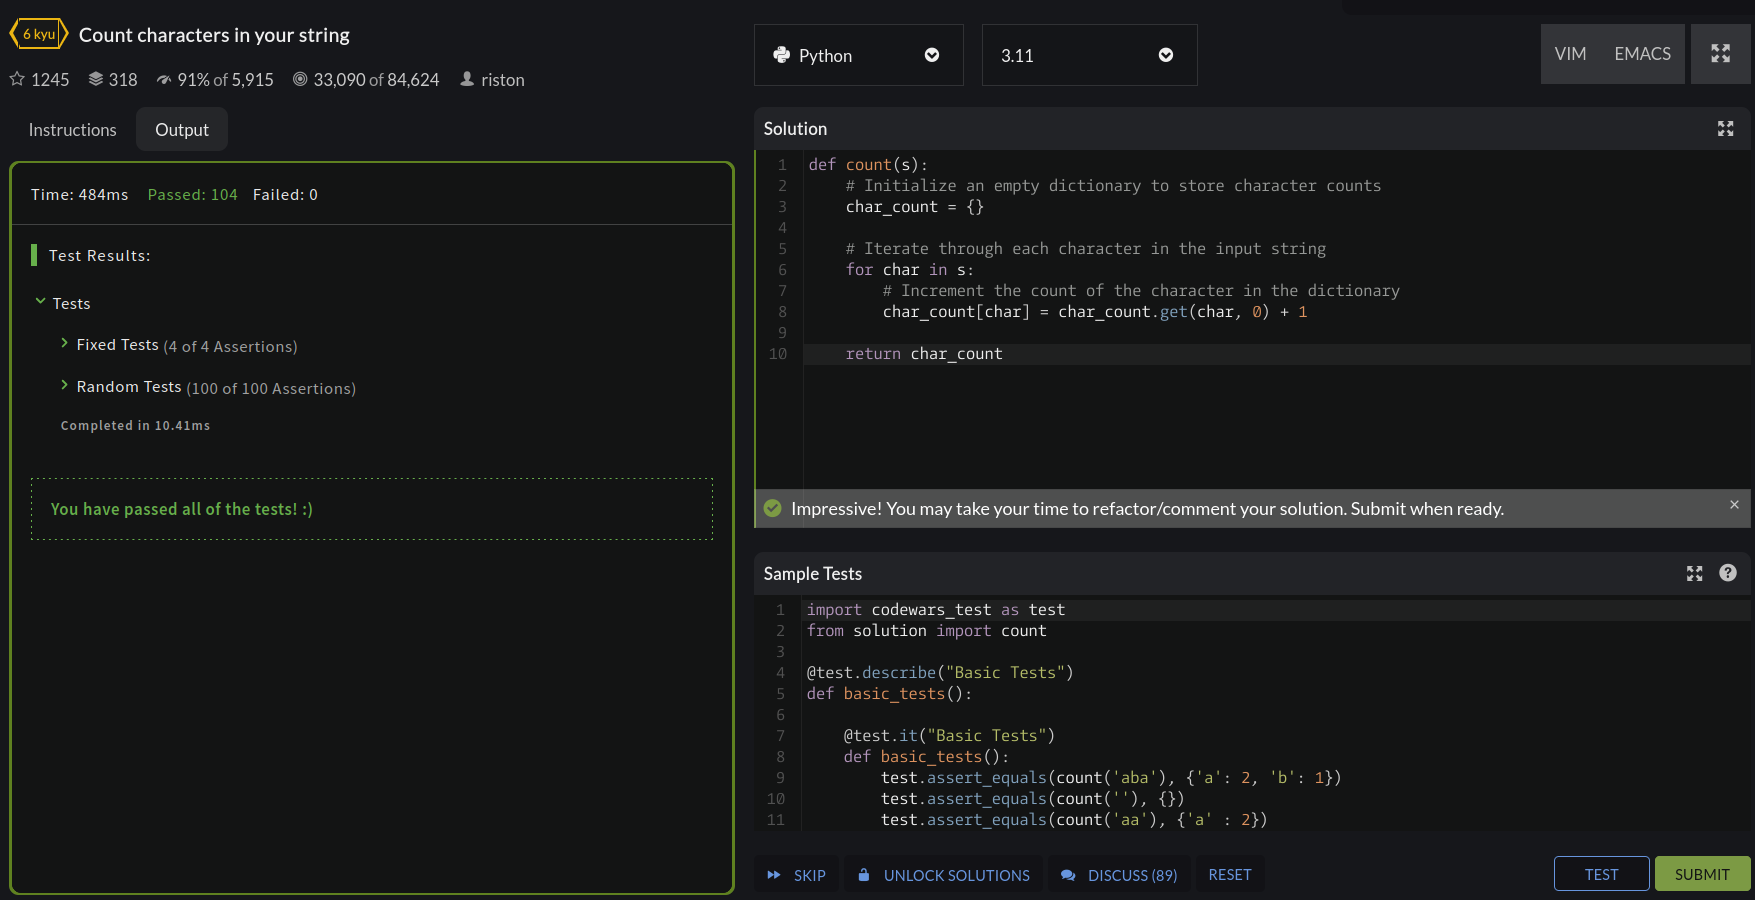 6 kyu Count characters in your string
1245 318 91% of 5,915 33,090 of 84,624 riston
Instructions Output
Time: 484ms Passed: 104 Failed: 0
Test Results:
Tests
Fixed Tests (4 of 4 Assertions)
Random Tests (100 of 100 Assertions)
Completed in 10.41ms
You have passed all of the tests! :)
Python 3.11 VIM EMACS
Solution
1 def count(s):
2     # Initialize an empty dictionary to store character counts
3     char_count = {}
4
5     # Iterate through each character in the input string
6     for char in s:
7         # Increment the count of the character in the dictionary
8         char_count[char] = char_count.get(char, 0) + 1
9
10     return char_count
Impressive! You may take your time to refactor/comment your solution. Submit when ready.
Sample Tests
1 import codewars_test as test
2 from solution import count
3
4 @test.describe("Basic Tests")
5 def basic_tests():
6
7     @test.it("Basic Tests")
8     def basic_tests():
9         test.assert_equals(count('aba'), {'a': 2, 'b': 1})
10         test.assert_equals(count(''), {})
11         test.assert_equals(count('aa'), {'a' : 2})
SKIP UNLOCK SOLUTIONS DISCUSS (89) RESET TEST SUBMIT